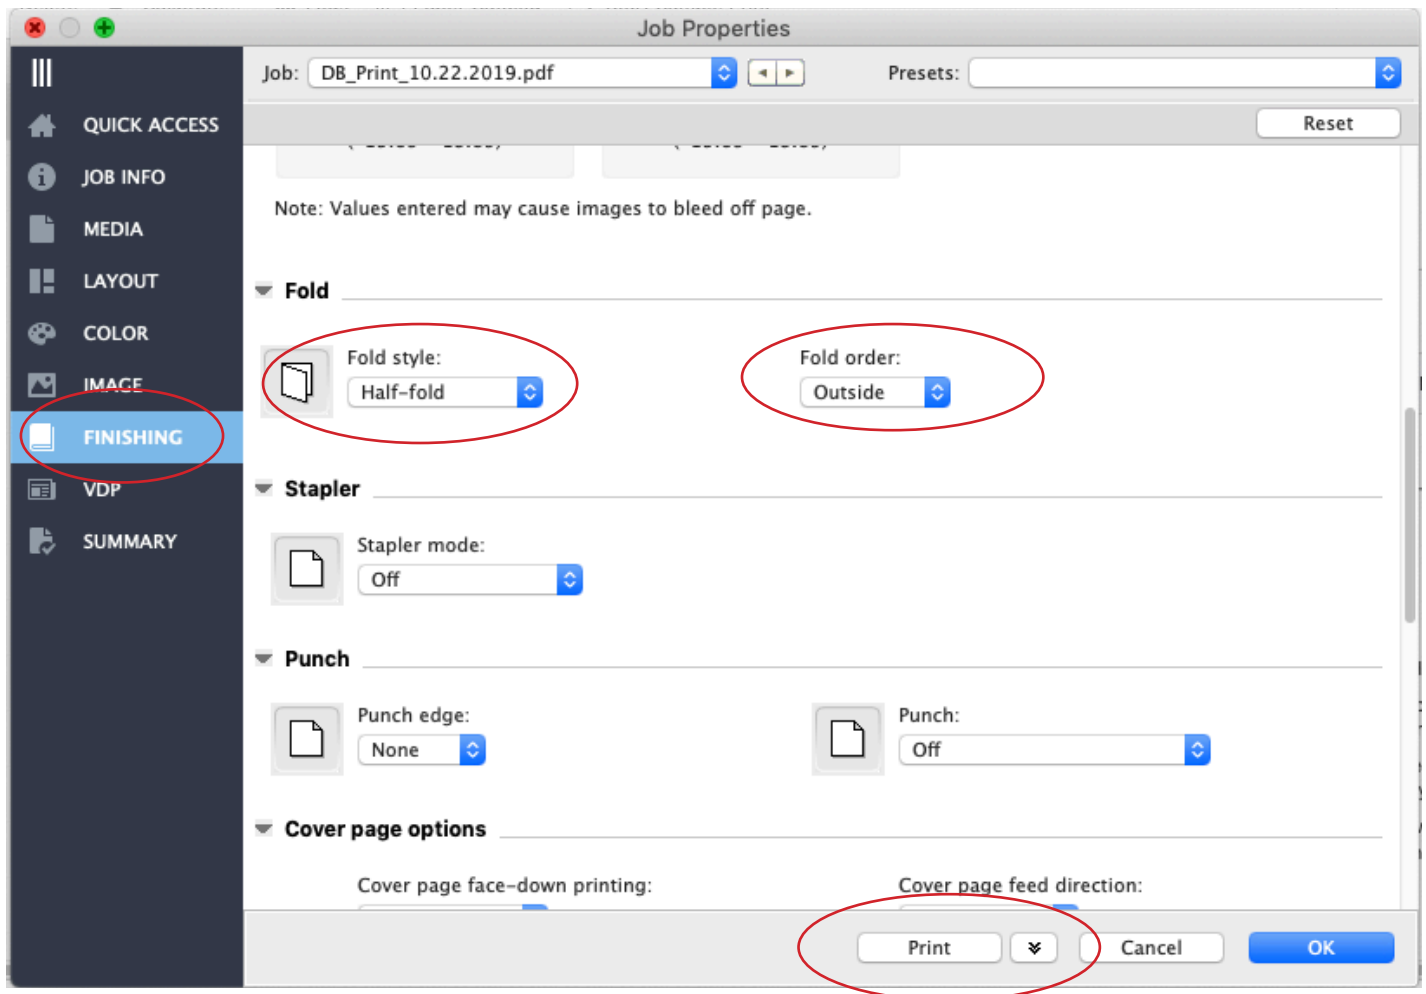 Job Properties
Job: DB_Print_10.22.2019.pdf Presets:
Reset
QUICK ACCESS
JOB INFO
MEDIA
LAYOUT
COLOR
IMAGE
FINISHING
VDP
SUMMARY
Note: Values entered may cause images to bleed off page.
Fold
Fold style: Fold order:
Half-fold Outside
Stapler
Stapler mode:
Off
Punch
Punch edge: Punch:
None Off
Cover page options
Cover page face-down printing: Cover page feed direction:
Print Cancel OK